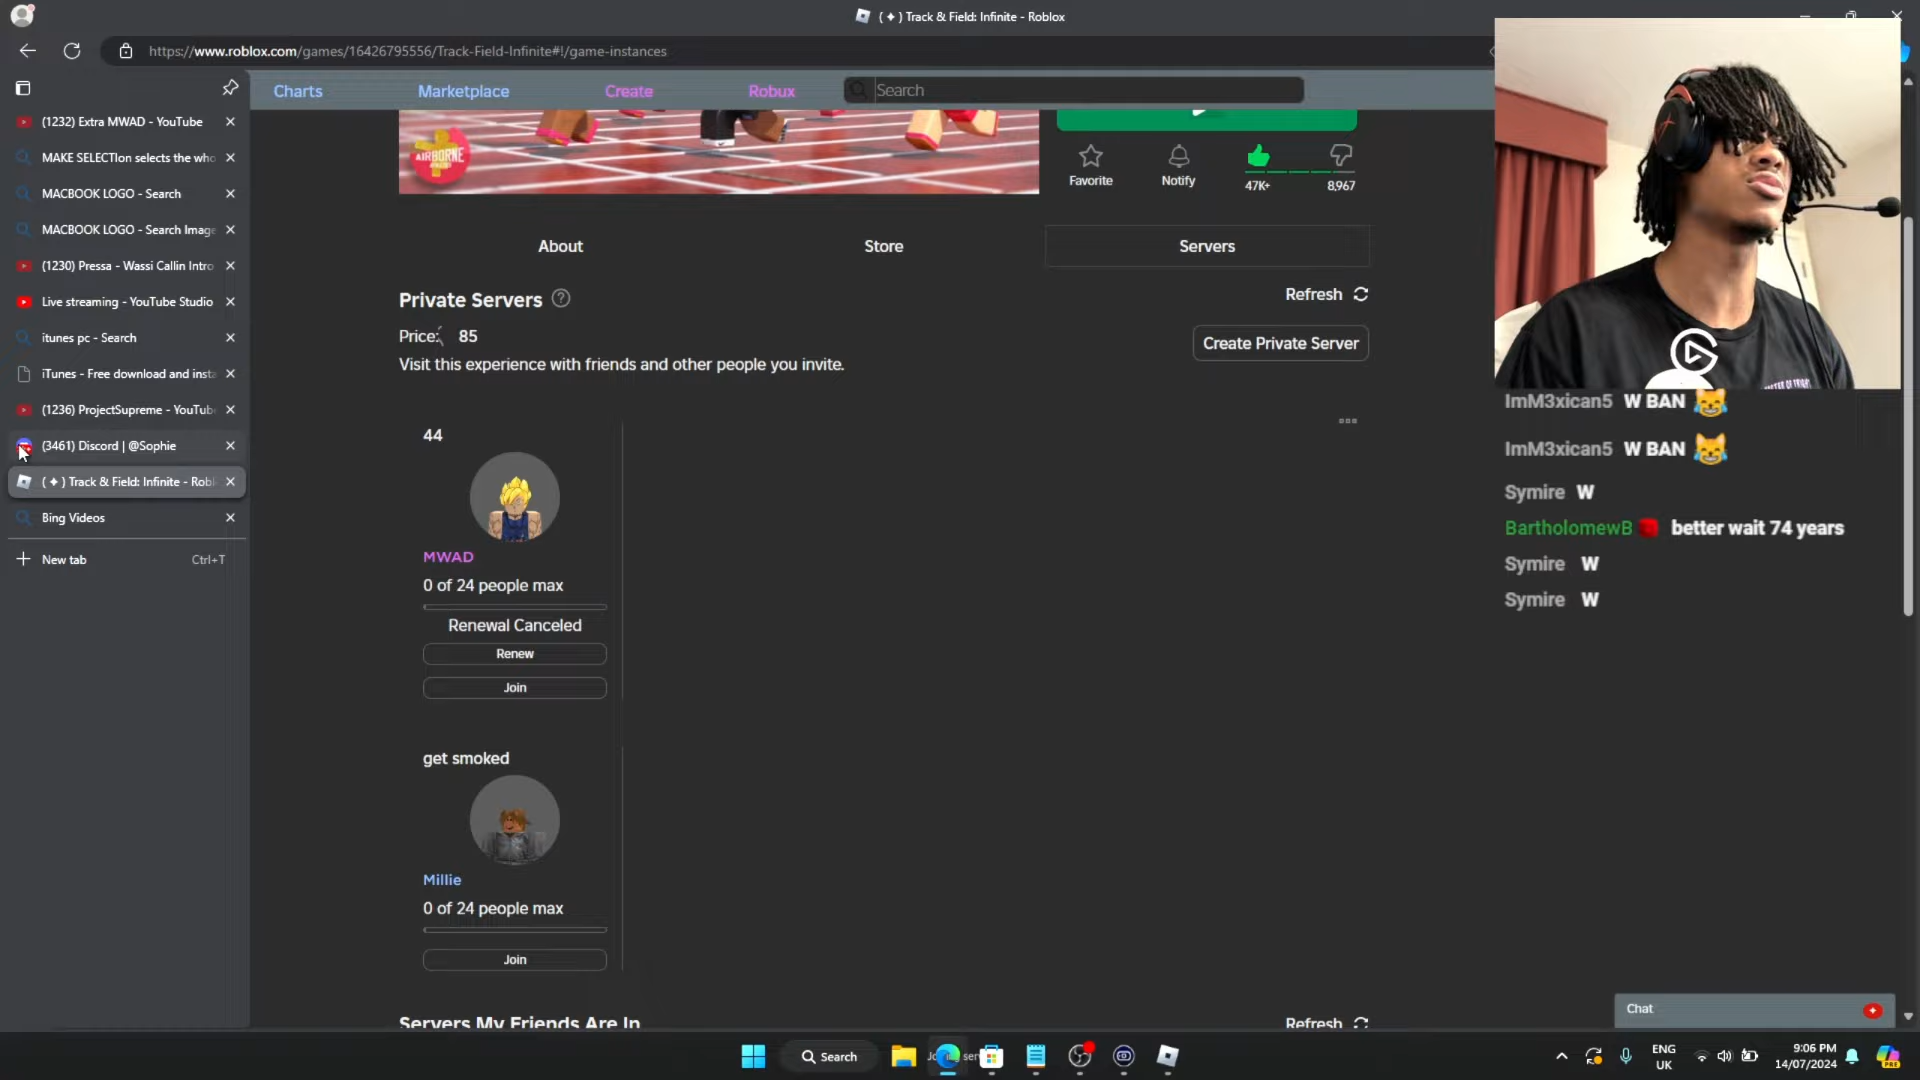 ( ✦ ) Track & Field: Infinite - Roblox
https://www.roblox.com/games/16426795556/Track-Field-Infinite#!/game-instances
Charts
Marketplace
Create
Robux
Search
(1232) Extra MWAD - YouTube
MAKE SELECTIon selects the who
MACBOOK LOGO - Search
MACBOOK LOGO - Search Image
(1230) Pressa - Wassi Callin Intro
Live streaming - YouTube Studio
itunes pc - Search
iTunes - Free download and insta
(1236) ProjectSupreme - YouTube
(3461) Discord | @Sophie
( ✦ ) Track & Field: Infinite - Robl
Bing Videos
New tab
Ctrl+T
AIRBORNE
Favorite
Notify
47K+
8,967
About
Store
Servers
Private Servers
Refresh
Price: 85
Create Private Server
Visit this experience with friends and other people you invite.
44
MWAD
0 of 24 people max
Renewal Canceled
Renew
Join
get smoked
Millie
0 of 24 people max
Join
Servers My Friends Are In
Refresh
ImM3xican5 W BAN 😹
ImM3xican5 W BAN 😹
Symire W
BartholomewB better wait 74 years
Symire W
Symire W
Chat
Search
ENG
UK
9:06 PM
14/07/2024
PRE